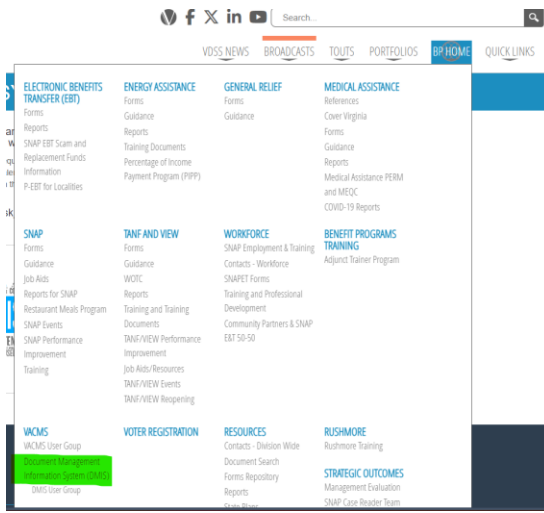 Search...
VDSS NEWS BROADCASTS TOUTS PORTFOLIOS BP HOME QUICK LINKS
ELECTRONIC BENEFITS
TRANSFER (EBT)
Forms
Reports
SNAP EBT Scam and
Replacement Funds
Information
P-EBT for Localities
ENERGY ASSISTANCE
Forms
Guidance
Reports
Training Documents
Percentage of Income
Payment Program (PIPP)
GENERAL RELIEF
Forms
Guidance
MEDICAL ASSISTANCE
References
Cover Virginia
Forms
Guidance
Reports
Medical Assistance PERM
and MEQC
COVID-19 Reports
SNAP
Forms
Guidance
Job Aids
Reports for SNAP
Restaurant Meals Program
SNAP Events
SNAP Performance
Improvement
Training
TANF AND VIEW
Forms
Guidance
WOTC
Reports
Training and Training
Documents
TANF/VIEW Performance
Improvement
Job Aids/Resources
TANF/VIEW Events
TANF/VIEW Reopening
WORKFORCE
SNAP Employment & Training
Contacts - Workforce
SNAPET Forms
Training and Professional
Development
Community Partners & SNAP
E&T 50-50
BENEFIT PROGRAMS
TRAINING
Adjunct Trainer Program
VACMS
VACMS User Goup
Document Management
Information System (DMIS)
DMIS User Group
VOTER REGISTRATION
RESOURCES
Contacts - Division Wide
Document Search
Forms Repository
Reports
State Plans
RUSHMORE
Rushmore Training
STRATEGIC OUTCOMES
Management Evaluation
SNAP Case Reader Team